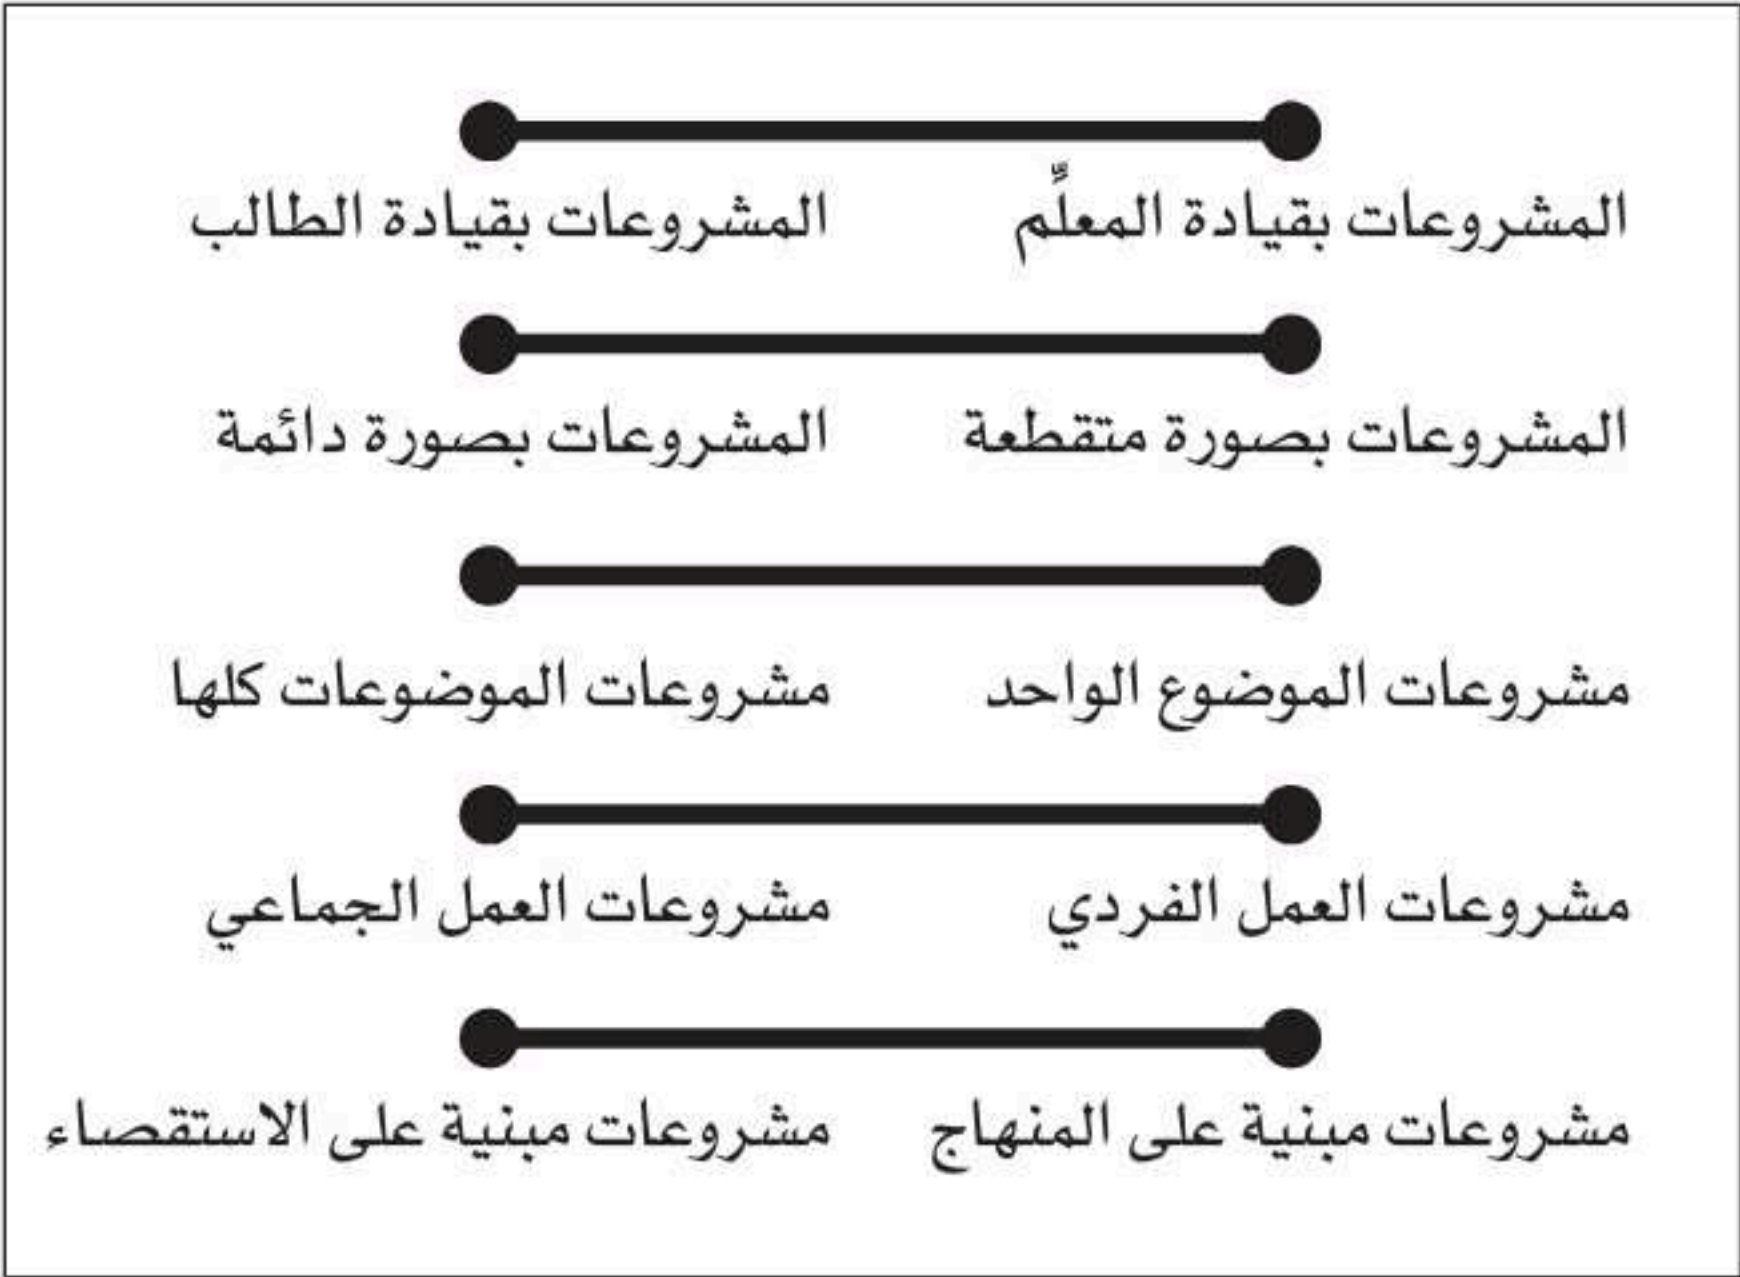 المشروعات بقيادة المعلِّم المشروعات بقيادة الطالب
المشروعات بصورة متقطعة المشروعات بصورة دائمة
مشروعات الموضوع الواحد مشروعات الموضوعات كلها
مشروعات العمل الفردي مشروعات العمل الجماعي
مشروعات مبنية على المنهاج مشروعات مبنية على الاستقصاء